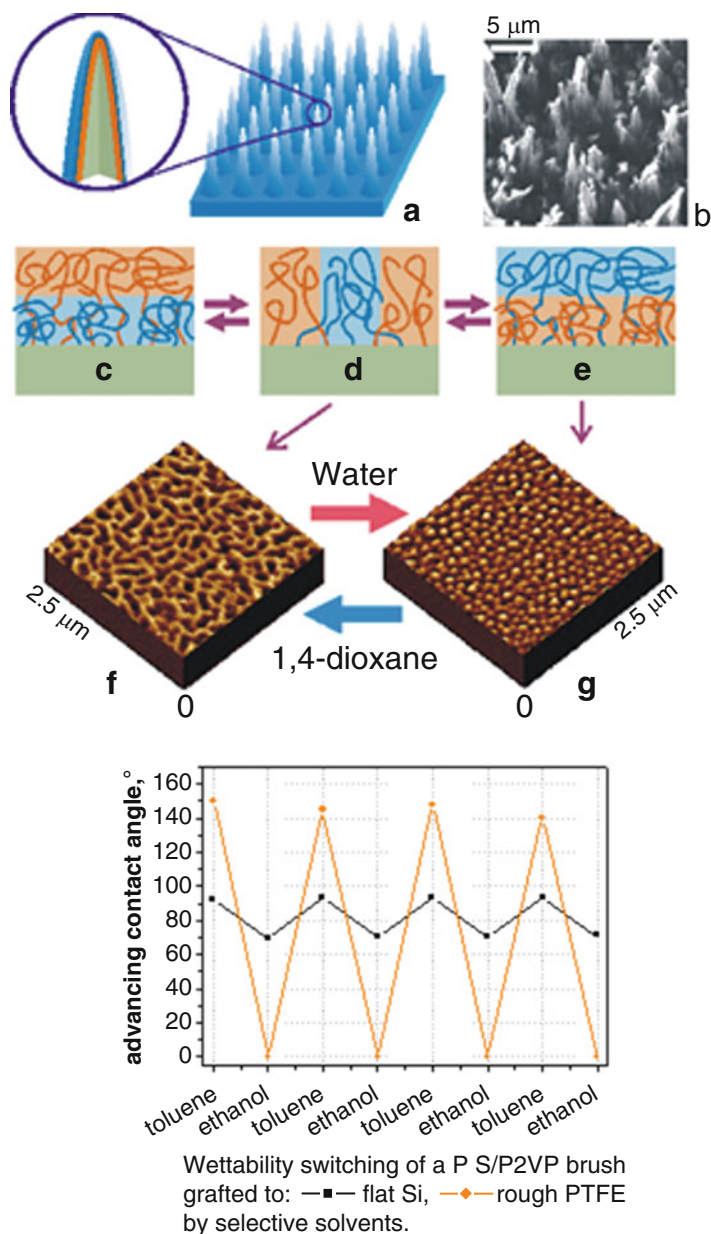 5 μm
a
b
c
d
e
Water
2.5 μm
2.5 μm
1,4-dioxane
f
g
0
0
advancing contact angle,°
160
140
120
100
80
60
40
20
0
toluene
ethanol
toluene
ethanol
toluene
ethanol
toluene
ethanol
Wettability switching of a P S/P2VP brush
grafted to: flat Si, rough PTFE
by selective solvents.